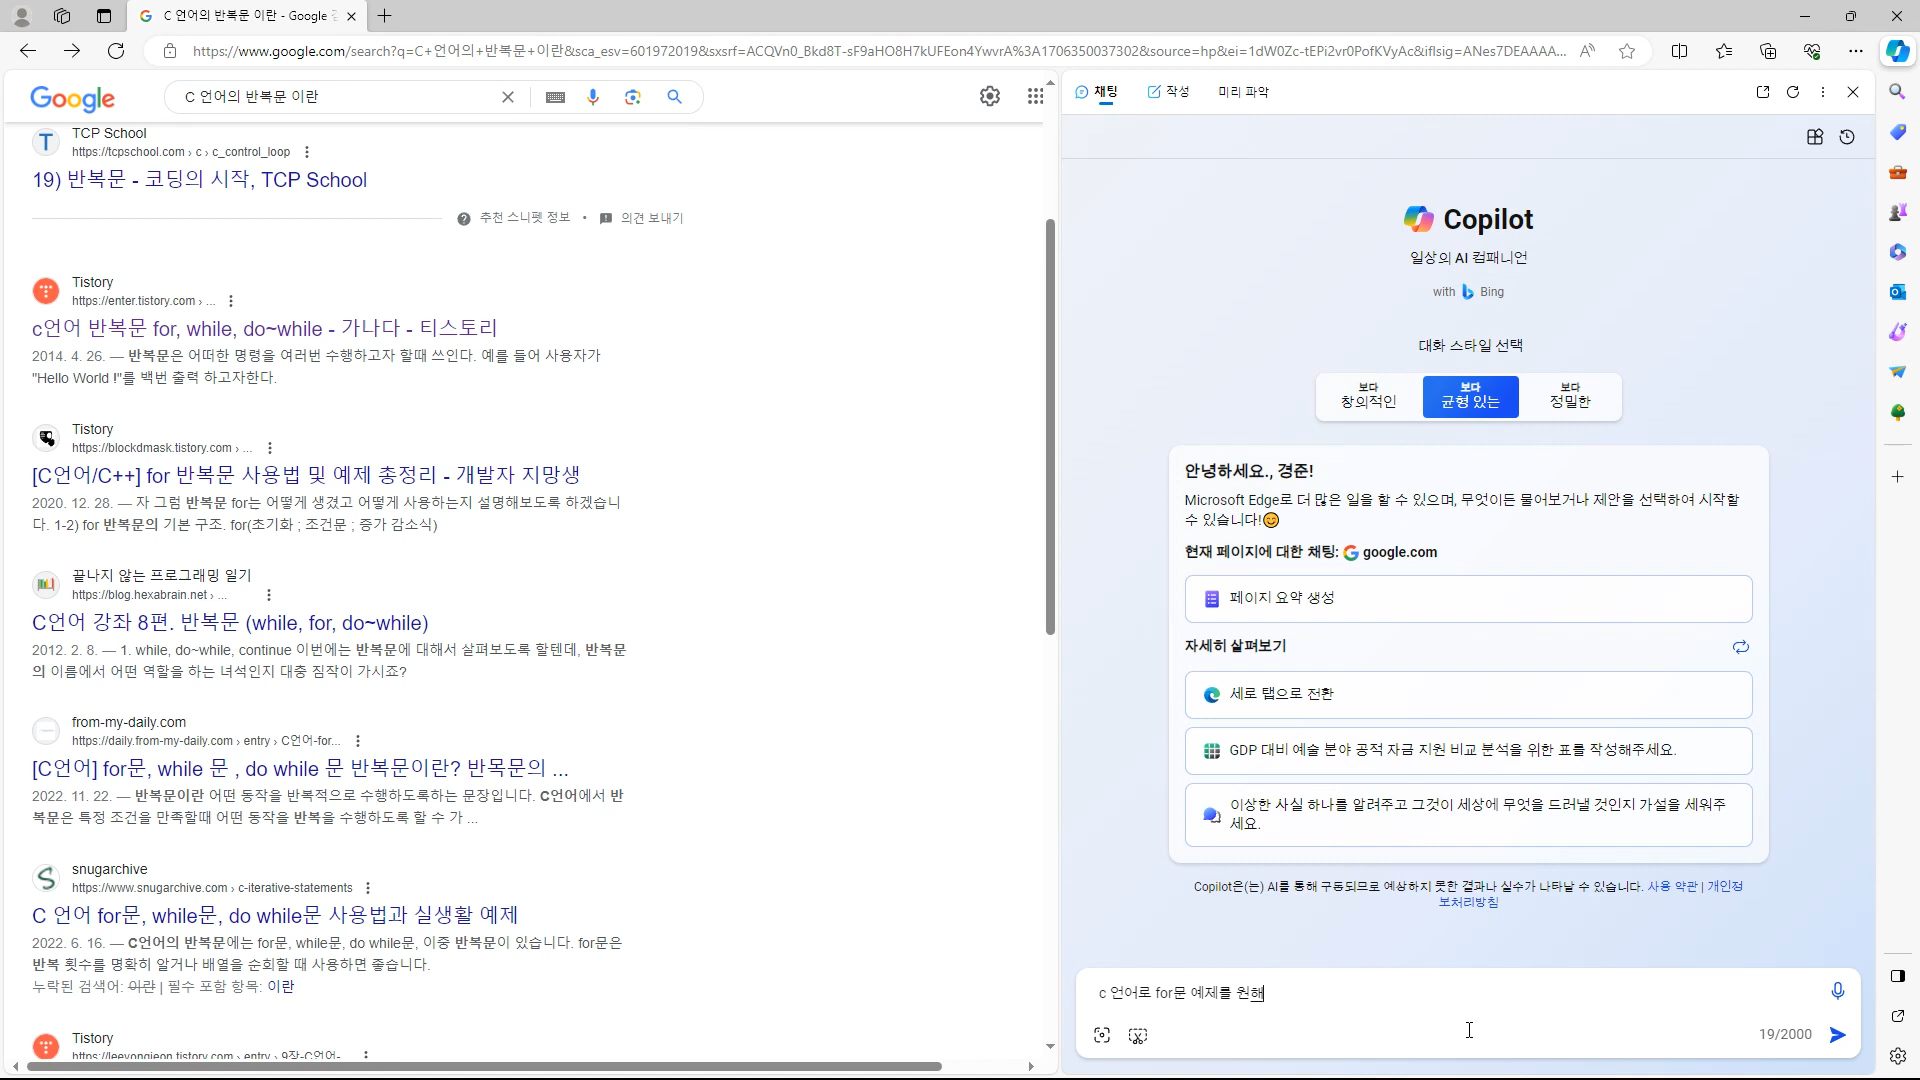 C 언어의 반복문 이란 - Google 검
https://www.google.com/search?q=C+언어의+반복문+이란&sca_esv=601972019&sxsrf=ACQVn0_Bkd8T-sF9aHO8H7kUFEon4YwvrA%3A1706350037302&source=hp&ei=1dW0Zc-tEPi2vr0PofKVyAc&iflsig=ANes7DEAAAA...
Google
C 언어의 반복문 이란
TCP School
https://tcpschool.com › c › c_control_loop
19) 반복문 - 코딩의 시작, TCP School
추천 스니펫 정보 • 의견 보내기
Tistory
https://enter.tistory.com › ...
c언어 반복문 for, while, do~while - 가나다 - 티스토리
2014. 4. 26. — 반복문은 어떠한 명령을 여러번 수행하고자 할때 쓰인다. 예를 들어 사용자가
"Hello World !"를 백번 출력 하고자한다.
Tistory
https://blockdmask.tistory.com › ...
[C언어/C++] for 반복문 사용법 및 예제 총정리 - 개발자 지망생
2020. 12. 28. — 자 그럼 반복문 for는 어떻게 생겼고 어떻게 사용하는지 설명해보도록 하겠습니
다. 1-2) for 반복문의 기본 구조. for(초기화 ; 조건문 ; 증가 감소식)
끝나지 않는 프로그래밍 일기
https://blog.hexabrain.net › ...
C언어 강좌 8편. 반복문 (while, for, do~while)
2012. 2. 8. — 1. while, do~while, continue 이번에는 반복문에 대해서 살펴보도록 할텐데, 반복문
의 이름에서 어떤 역할을 하는 녀석인지 대충 짐작이 가시죠?
from-my-daily.com
https://daily.from-my-daily.com › entry › C언어-for...
[C언어] for문, while 문 , do while 문 반복문이란? 반목문의 ...
2022. 11. 22. — 반복문이란 어떤 동작을 반복적으로 수행하도록하는 문장입니다. C언어에서 반
복문은 특정 조건을 만족할때 어떤 동작을 반복을 수행하도록 할 수 가 ...
snugarchive
https://www.snugarchive.com › c-iterative-statements
C 언어 for문, while문, do while문 사용법과 실생활 예제
2022. 6. 16. — C언어의 반복문에는 for문, while문, do while문, 이중 반복문이 있습니다. for문은
반복 횟수를 명확히 알거나 배열을 순회할 때 사용하면 좋습니다.
누락된 검색어: 이란 | 필수 포함 항목: 이란
Tistory
https://leeyongjeon.tistory.com › entry › 9장-C언어-
채팅
작성
미리 파악
Copilot
일상의 AI 컴패니언
with Bing
대화 스타일 선택
보다
창의적인
보다
균형 있는
보다
정밀한
안녕하세요., 경준!
Microsoft Edge로 더 많은 일을 할 수 있으며, 무엇이든 물어보거나 제안을 선택하여 시작할
수 있습니다!
현재 페이지에 대한 채팅: google.com
페이지 요약 생성
자세히 살펴보기
세로 탭으로 전환
GDP 대비 예술 분야 공적 자금 지원 비교 분석을 위한 표를 작성해주세요.
이상한 사실 하나를 알려주고 그것이 세상에 무엇을 드러낼 것인지 가설을 세워주
세요.
Copilot은(는) AI를 통해 구동되므로 예상하지 못한 결과나 실수가 나타날 수 있습니다. 사용 약관 | 개인정
보처리방침
c 언어로 for문 예제를 원해
19/2000